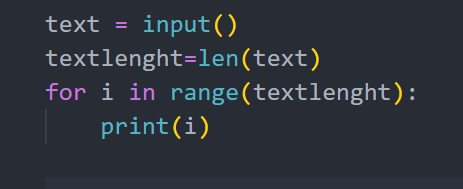 text = input()
textlenght=len(text)
for i in range(textlenght):
    print(i)